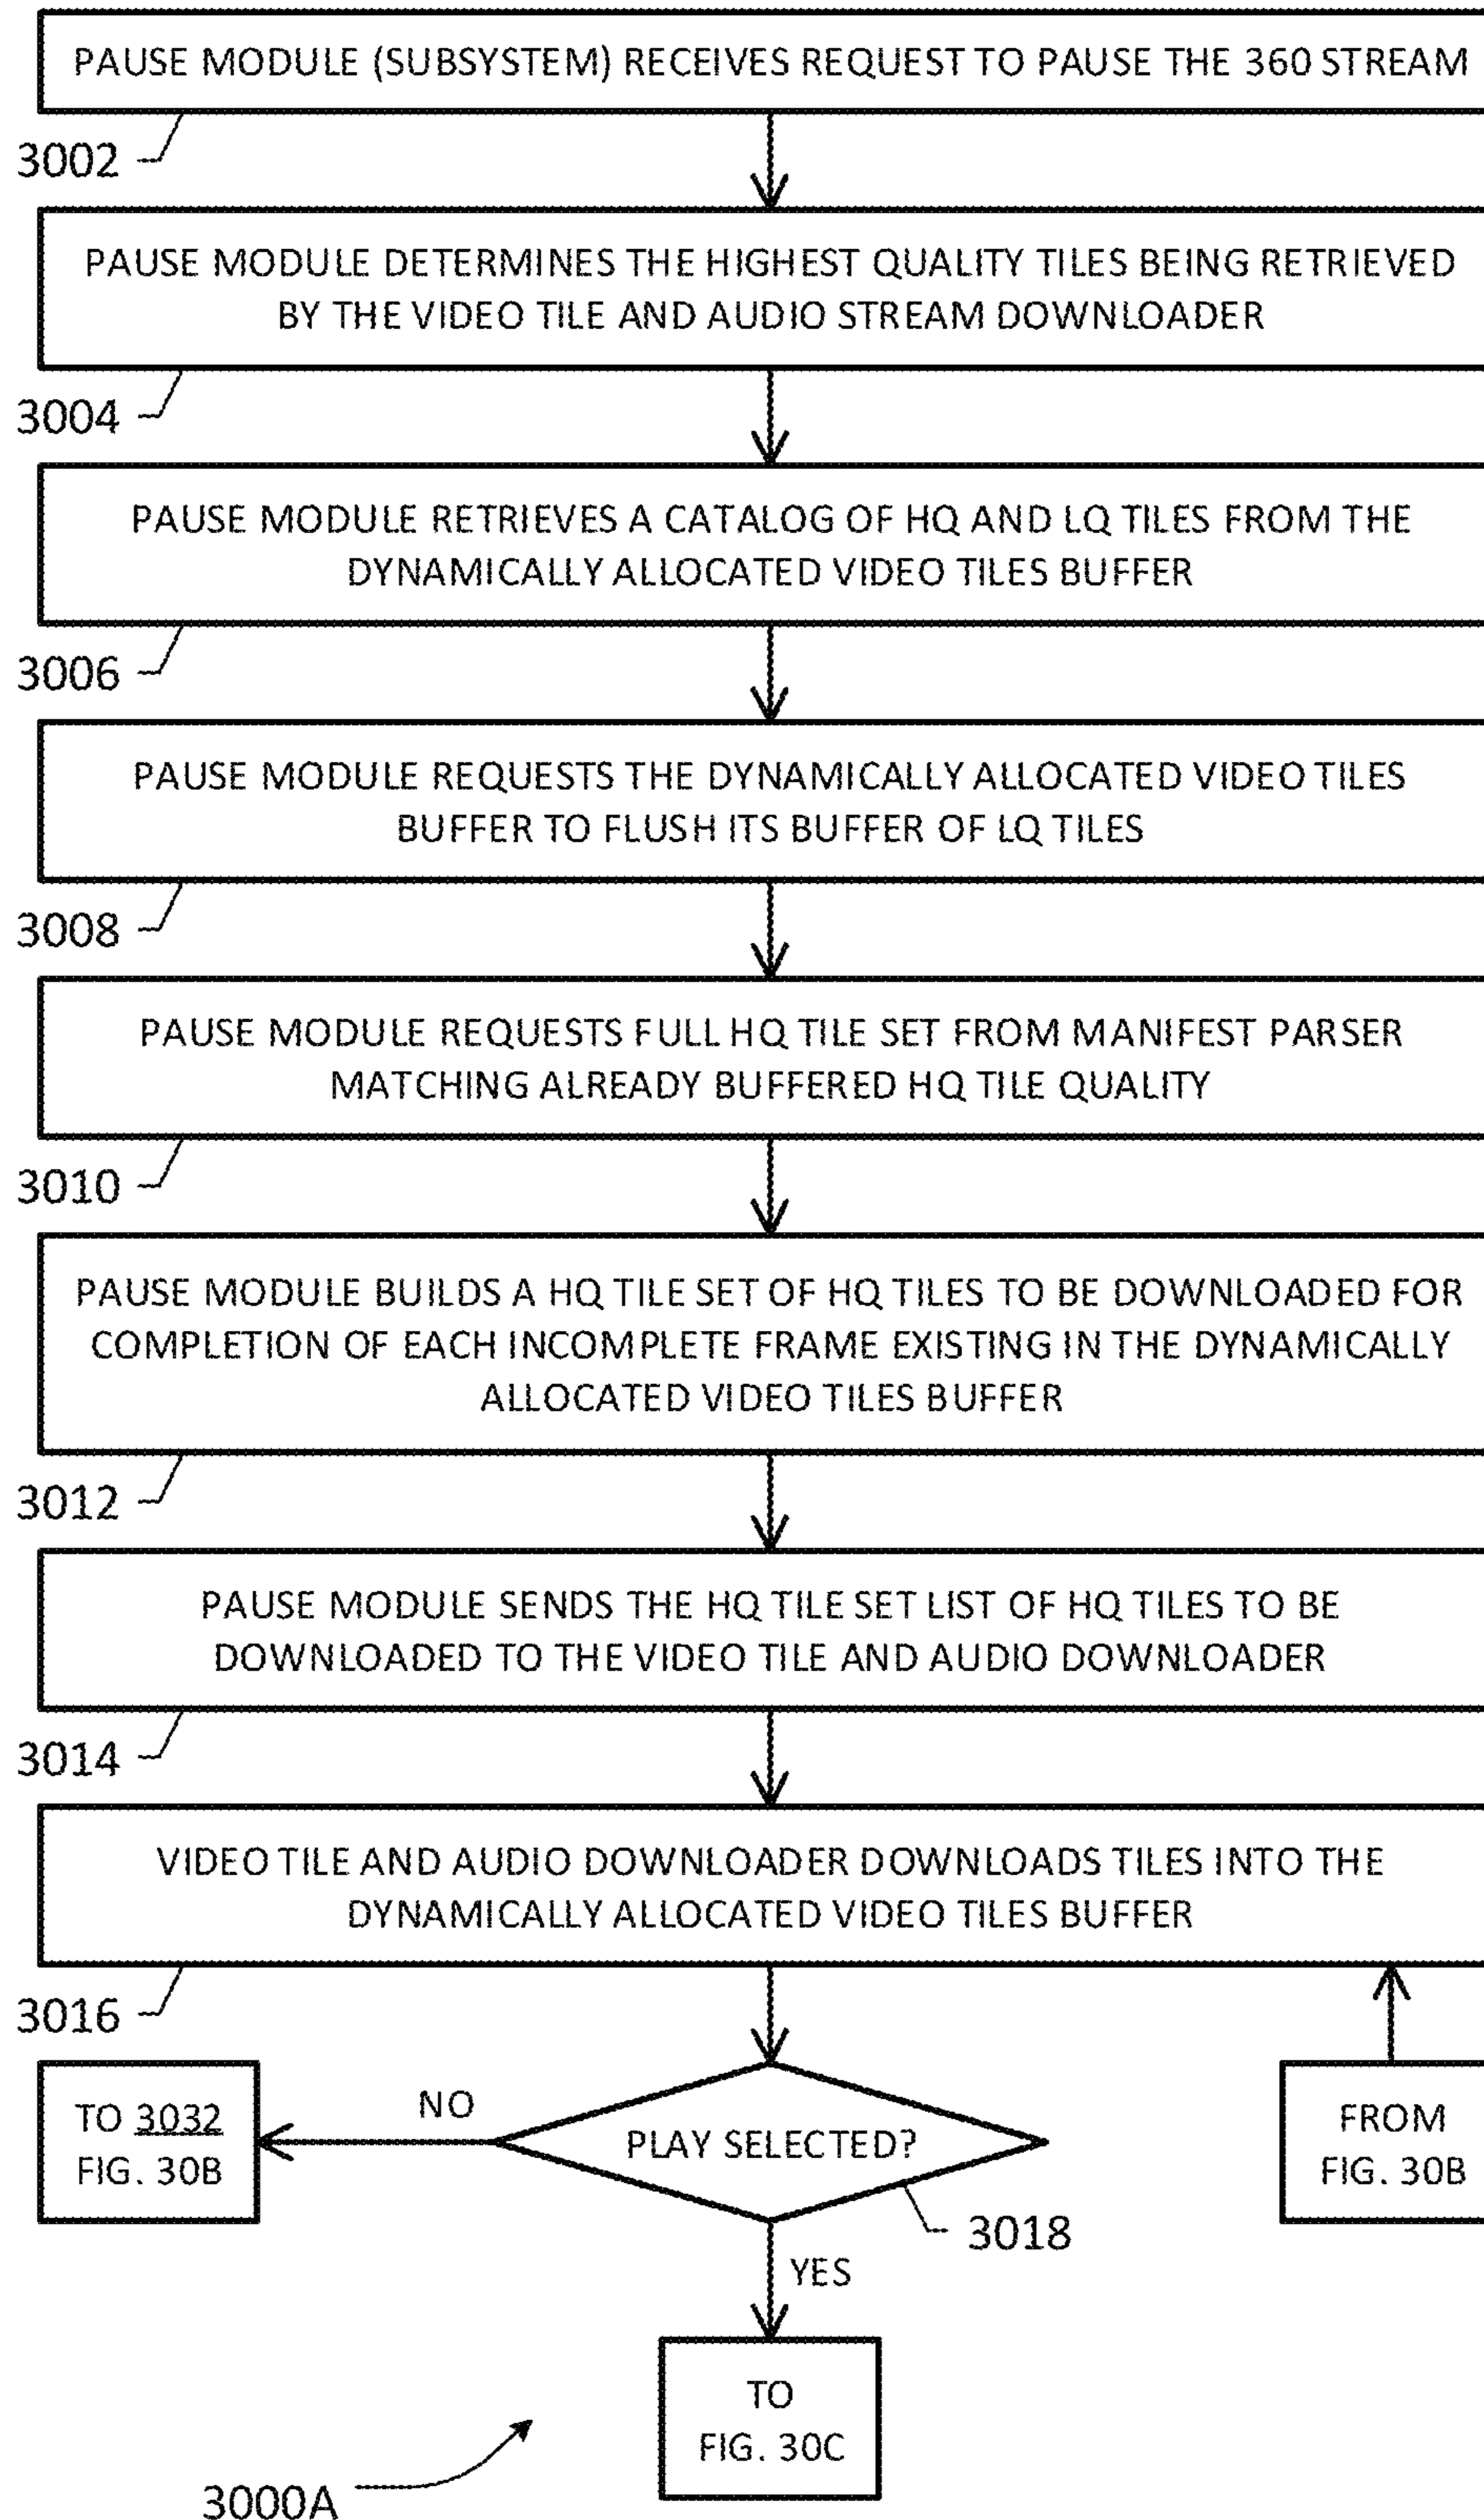 PAUSE MODULE (SUBSYSTEM) RECEIVES REQUEST TO PAUSE THE 360 STREAM
3002
PAUSE MODULE DETERMINES THE HIGHEST QUALITY TILES BEING RETRIEVED
BY THE VIDEO TILE AND AUDIO STREAM DOWNLOADER
3004
PAUSE MODULE RETRIEVES A CATALOG OF HQ AND LQ TILES FROM THE
DYNAMICALLY ALLOCATED VIDEO TILES BUFFER
3006
PAUSE MODULE REQUESTS THE DYNAMICALLY ALLOCATED VIDEO TILES
BUFFER TO FLUSH ITS BUFFER OF LQ TILES
3008
PAUSE MODULE REQUESTS FULL HQ TILE SET FROM MANIFEST PARSER
MATCHING ALREADY BUFFERED HQ TILE QUALITY
3010
PAUSE MODULE BUILDS A HQ TILE SET OF HQ TILES TO BE DOWNLOADED FOR
COMPLETION OF EACH INCOMPLETE FRAME EXISTING IN THE DYNAMICALLY
ALLOCATED VIDEO TILES BUFFER
3012
PAUSE MODULE SENDS THE HQ TILE SET LIST OF HQ TILES TO BE
DOWNLOADED TO THE VIDEO TILE AND AUDIO DOWNLOADER
3014
VIDEO TILE AND AUDIO DOWNLOADER DOWNLOADS TILES INTO THE
DYNAMICALLY ALLOCATED VIDEO TILES BUFFER
3016
TO 3032
FIG. 30B
NO
PLAY SELECTED?
3018
FROM
FIG. 30B
YES
TO
FIG. 30C
3000A